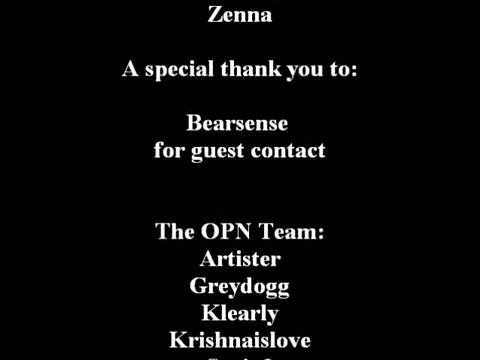 Zenna
A special thank you to:
Bearsense
for guest contact
The OPN Team:
Artister
Greydogg
Klearly
Krishnaislove